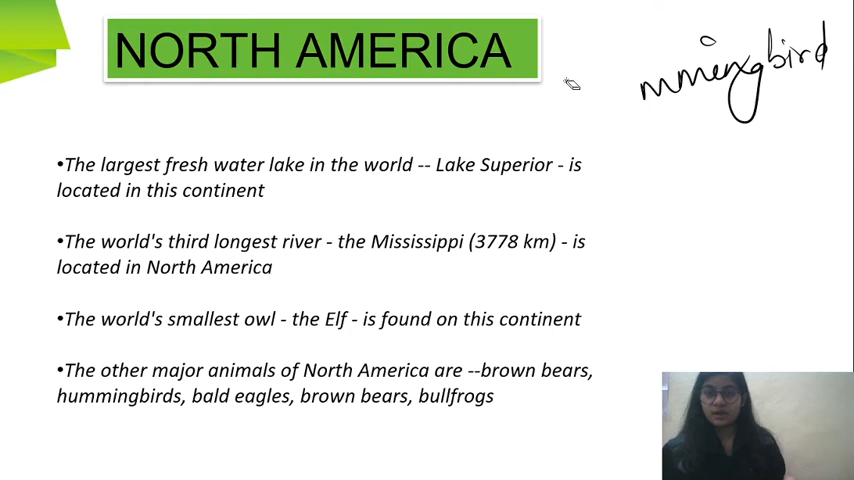 NORTH AMERICA
mmingbird
•The largest fresh water lake in the world -- Lake Superior - is
located in this continent
•The world's third longest river - the Mississippi (3778 km) - is
located in North America
•The world's smallest owl - the Elf - is found on this continent
•The other major animals of North America are --brown bears,
hummingbirds, bald eagles, brown bears, bullfrogs